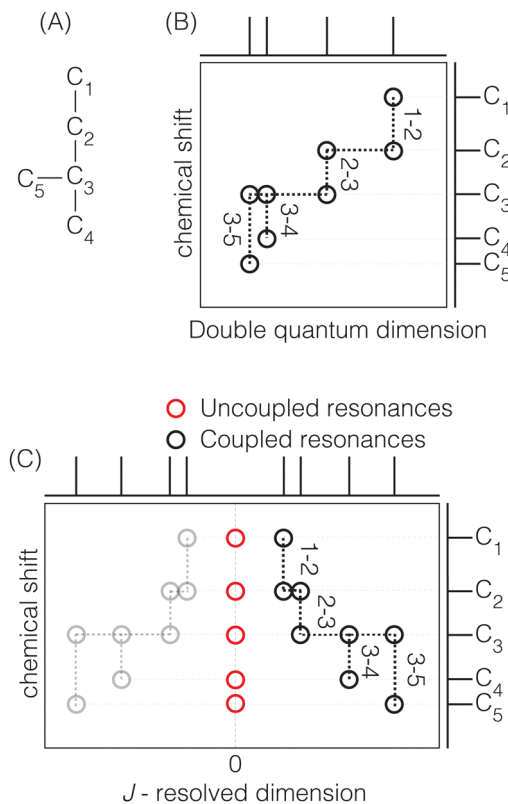 (A)
C1
C2
C5 C3
C4
(B)
chemical shift
1-2
2-3
3-4
3-5
C1
C2
C3
C4
C5
Double quantum dimension
Uncoupled resonances
Coupled resonances
(C)
chemical shift
1-2
2-3
3-4
3-5
C1
C2
C3
C4
C5
0
J - resolved dimension